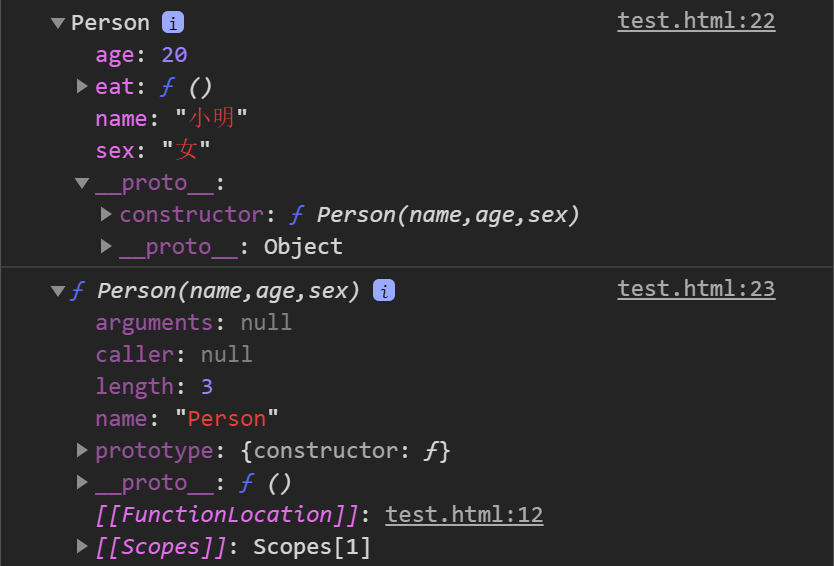 Person i test.html:22
age: 20
eat: ƒ ()
name: "小明"
sex: "女"
__proto__:
constructor: ƒ Person(name,age,sex)
__proto__: Object
ƒ Person(name,age,sex) i test.html:23
arguments: null
caller: null
length: 3
name: "Person"
prototype: {constructor: ƒ}
__proto__: ƒ ()
[[FunctionLocation]]: test.html:12
[[Scopes]]: Scopes[1]